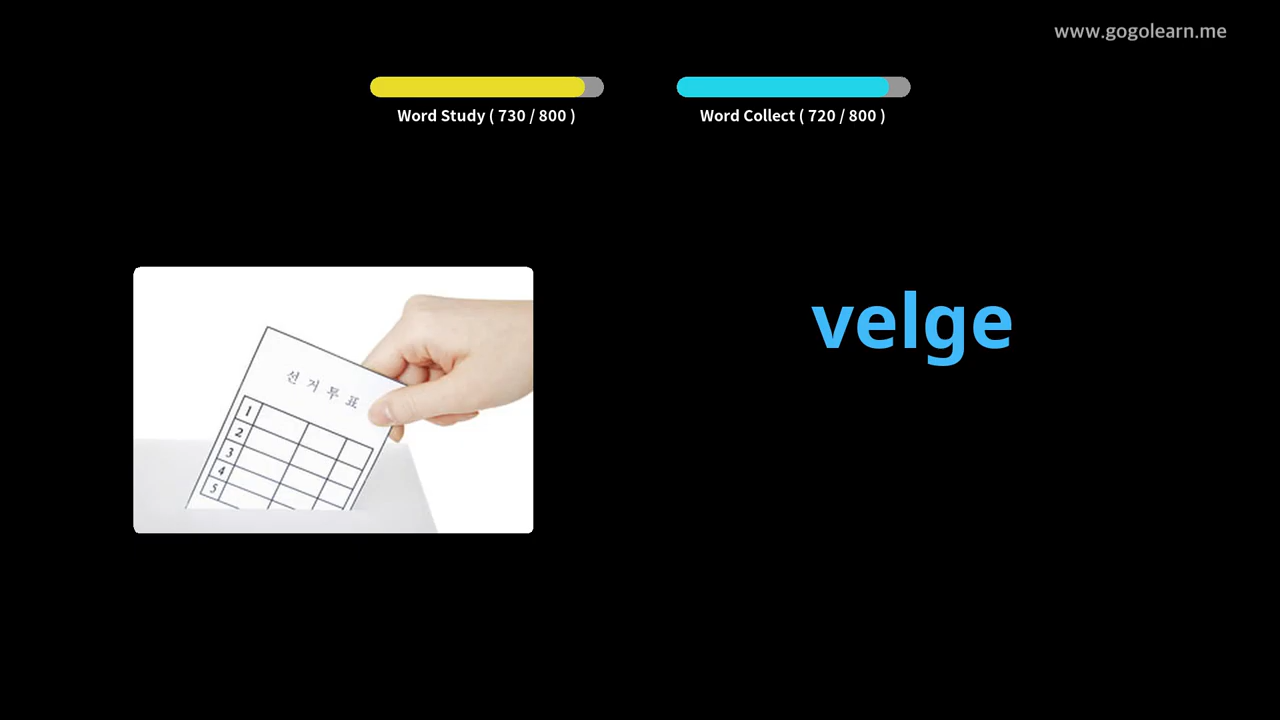 www.gogolearn.me
Word Study ( 730 / 800 )
Word Collect ( 720 / 800 )
velge
선거투표
1
2
3
4
5